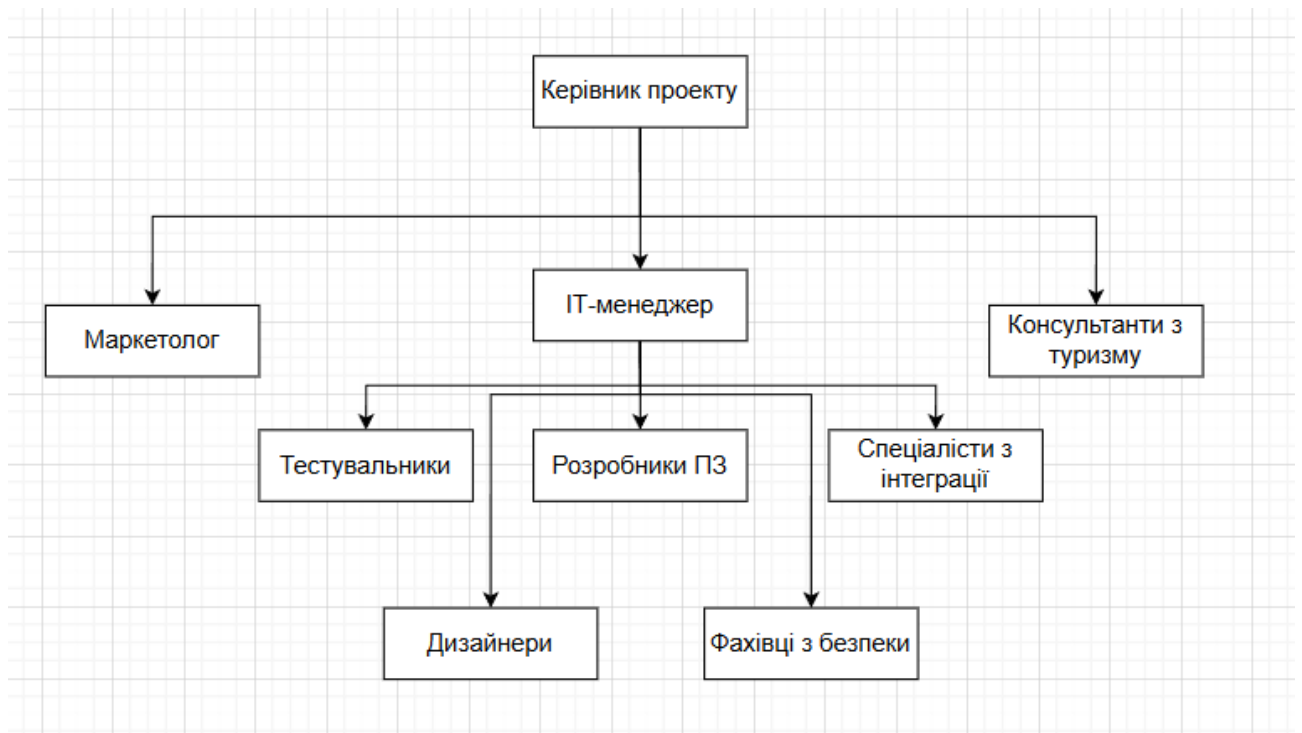 Керівник проекту
ІТ-менеджер
Маркетолог
Консультанти з
туризму
Тестувальники
Розробники ПЗ
Спеціалісти з
інтеграції
Дизайнери
Фахівці з безпеки